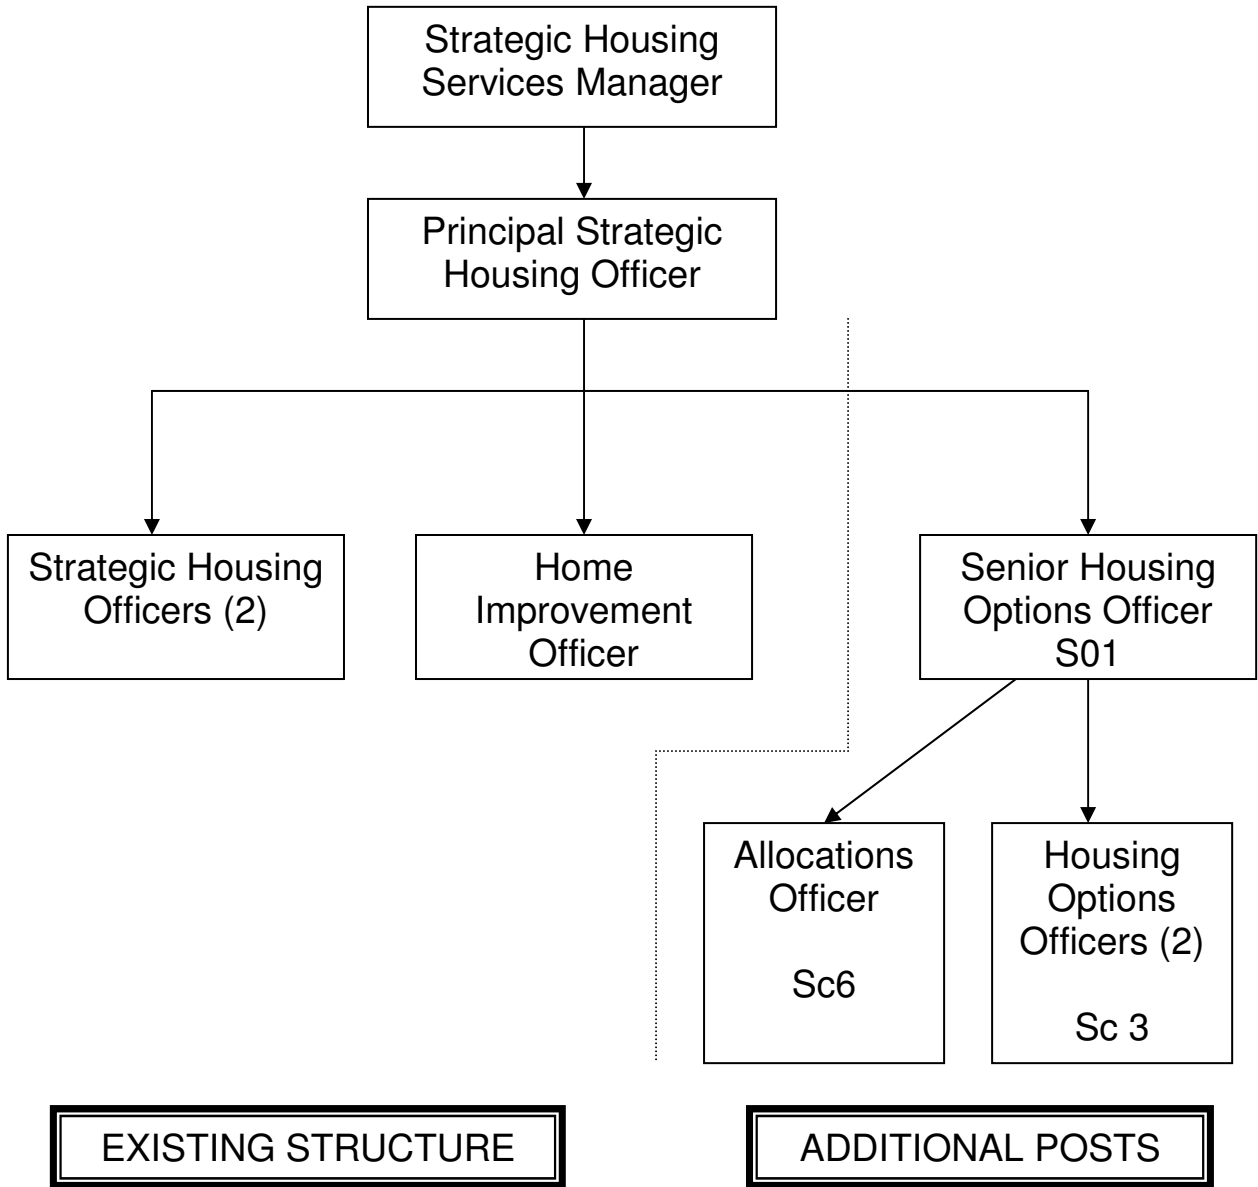 Strategic Housing
Services Manager
Principal Strategic
Housing Officer
Strategic Housing
Officers (2)
Home
Improvement
Officer
Senior Housing
Options Officer
S01
Allocations
Officer
Sc6
Housing
Options
Officers (2)
Sc 3
EXISTING STRUCTURE
ADDITIONAL POSTS